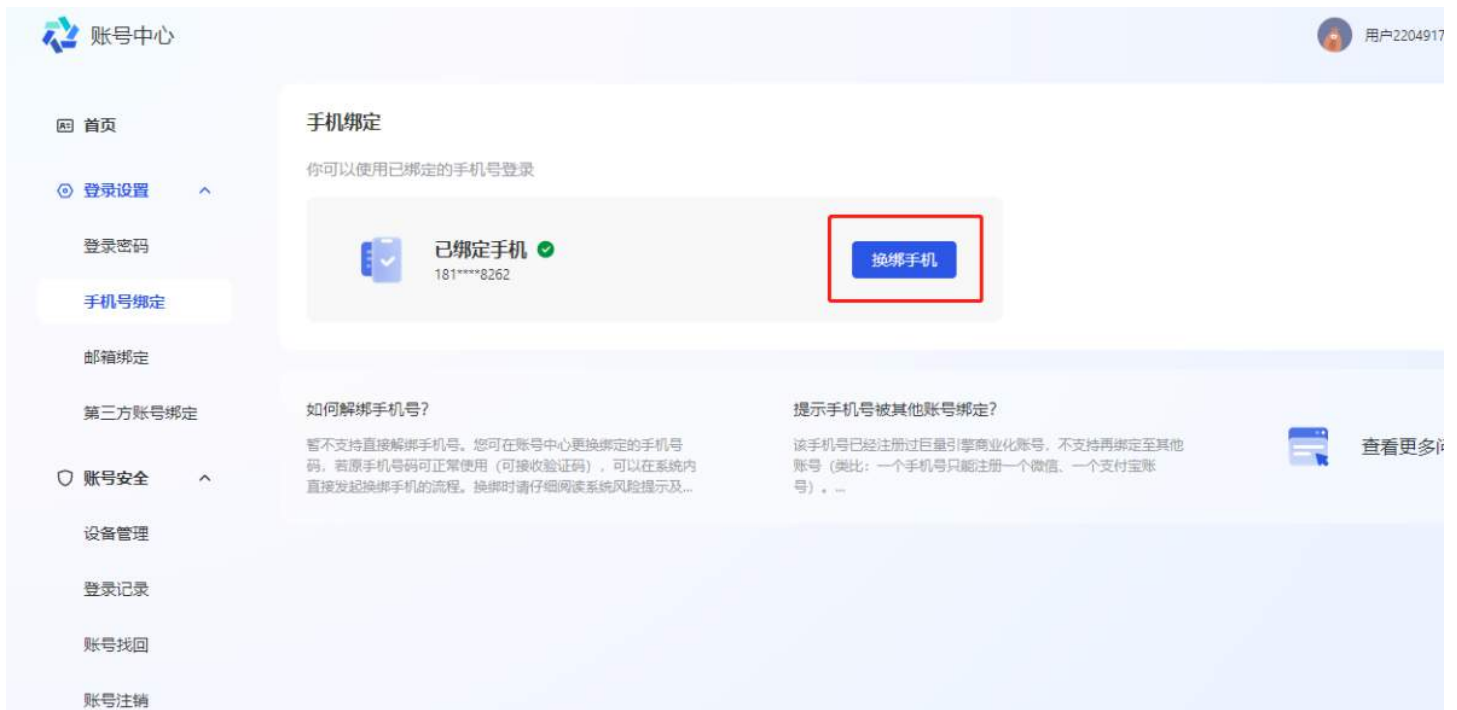 账号中心
用户2204917
首页
登录设置
登录密码
手机号绑定
邮箱绑定
第三方账号绑定
账号安全
设备管理
登录记录
账号找回
账号注销
手机绑定
你可以使用已绑定的手机号登录
已绑定手机
181****8262
换绑手机
如何解绑手机号?
暂不支持直接解绑手机号。您可在账号中心更换绑定的手机号
码，若原手机号码可正常使用（可接收验证码），可以在系统内
直接发起换绑手机的流程。换绑时请仔细阅读系统风险提示及...
提示手机号被其他账号绑定?
该手机号已经注册过巨量引擎商业化账号，不支持再绑定至其他
账号（类比：一个手机号只能注册一个微信、一个支付宝账
号）。...
查看更多问